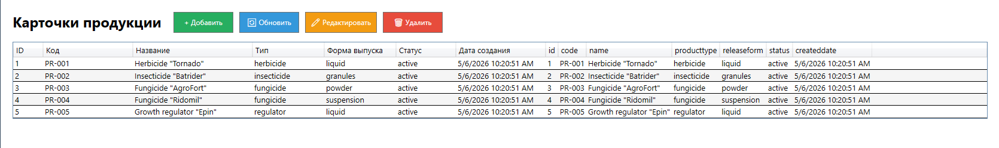 Карточки продукции + Добавить Обновить Редактировать Удалить
ID Код Название Тип Форма выпуска Статус Дата создания id code name producttype releaseform status createddate
1 PR-001 Herbicide "Tornado" herbicide liquid active 5/6/2026 10:20:51 AM 1 PR-001 Herbicide "Tornado" herbicide liquid active 5/6/2026 10:20:51 AM
2 PR-002 Insecticide "Batrider" insecticide granules active 5/6/2026 10:20:51 AM 2 PR-002 Insecticide "Batrider" insecticide granules active 5/6/2026 10:20:51 AM
3 PR-003 Fungicide "AgroFort" fungicide powder active 5/6/2026 10:20:51 AM 3 PR-003 Fungicide "AgroFort" fungicide powder active 5/6/2026 10:20:51 AM
4 PR-004 Fungicide "Ridomil" fungicide suspension active 5/6/2026 10:20:51 AM 4 PR-004 Fungicide "Ridomil" fungicide suspension active 5/6/2026 10:20:51 AM
5 PR-005 Growth regulator "Epin" regulator liquid active 5/6/2026 10:20:51 AM 5 PR-005 Growth regulator "Epin" regulator liquid active 5/6/2026 10:20:51 AM